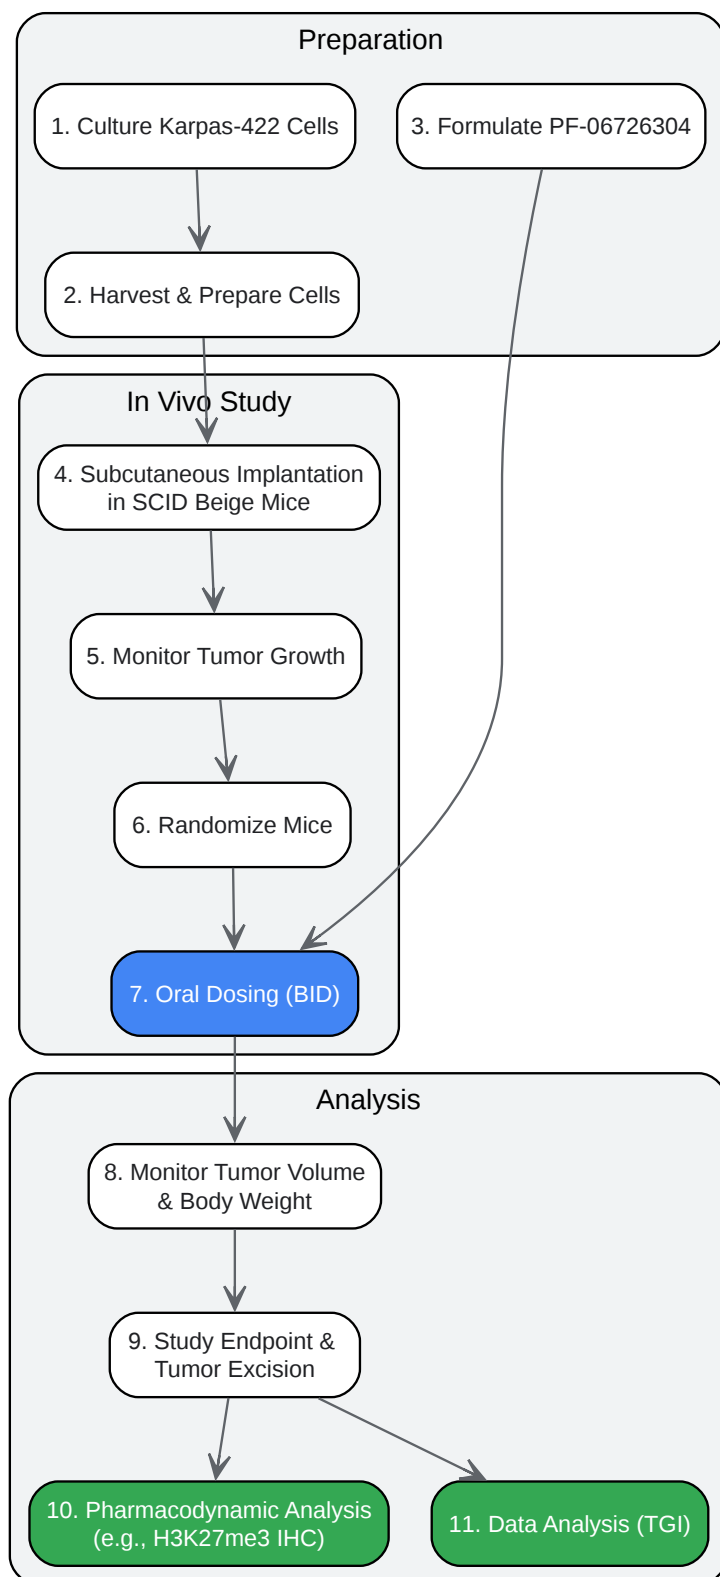 Preparation
1. Culture Karpas-422 Cells
3. Formulate PF-06726304
2. Harvest & Prepare Cells
In Vivo Study
4. Subcutaneous Implantation
in SCID Beige Mice
5. Monitor Tumor Growth
6. Randomize Mice
7. Oral Dosing (BID)
Analysis
8. Monitor Tumor Volume
& Body Weight
9. Study Endpoint &
Tumor Excision
10. Pharmacodynamic Analysis
(e.g., H3K27me3 IHC)
11. Data Analysis (TGI)